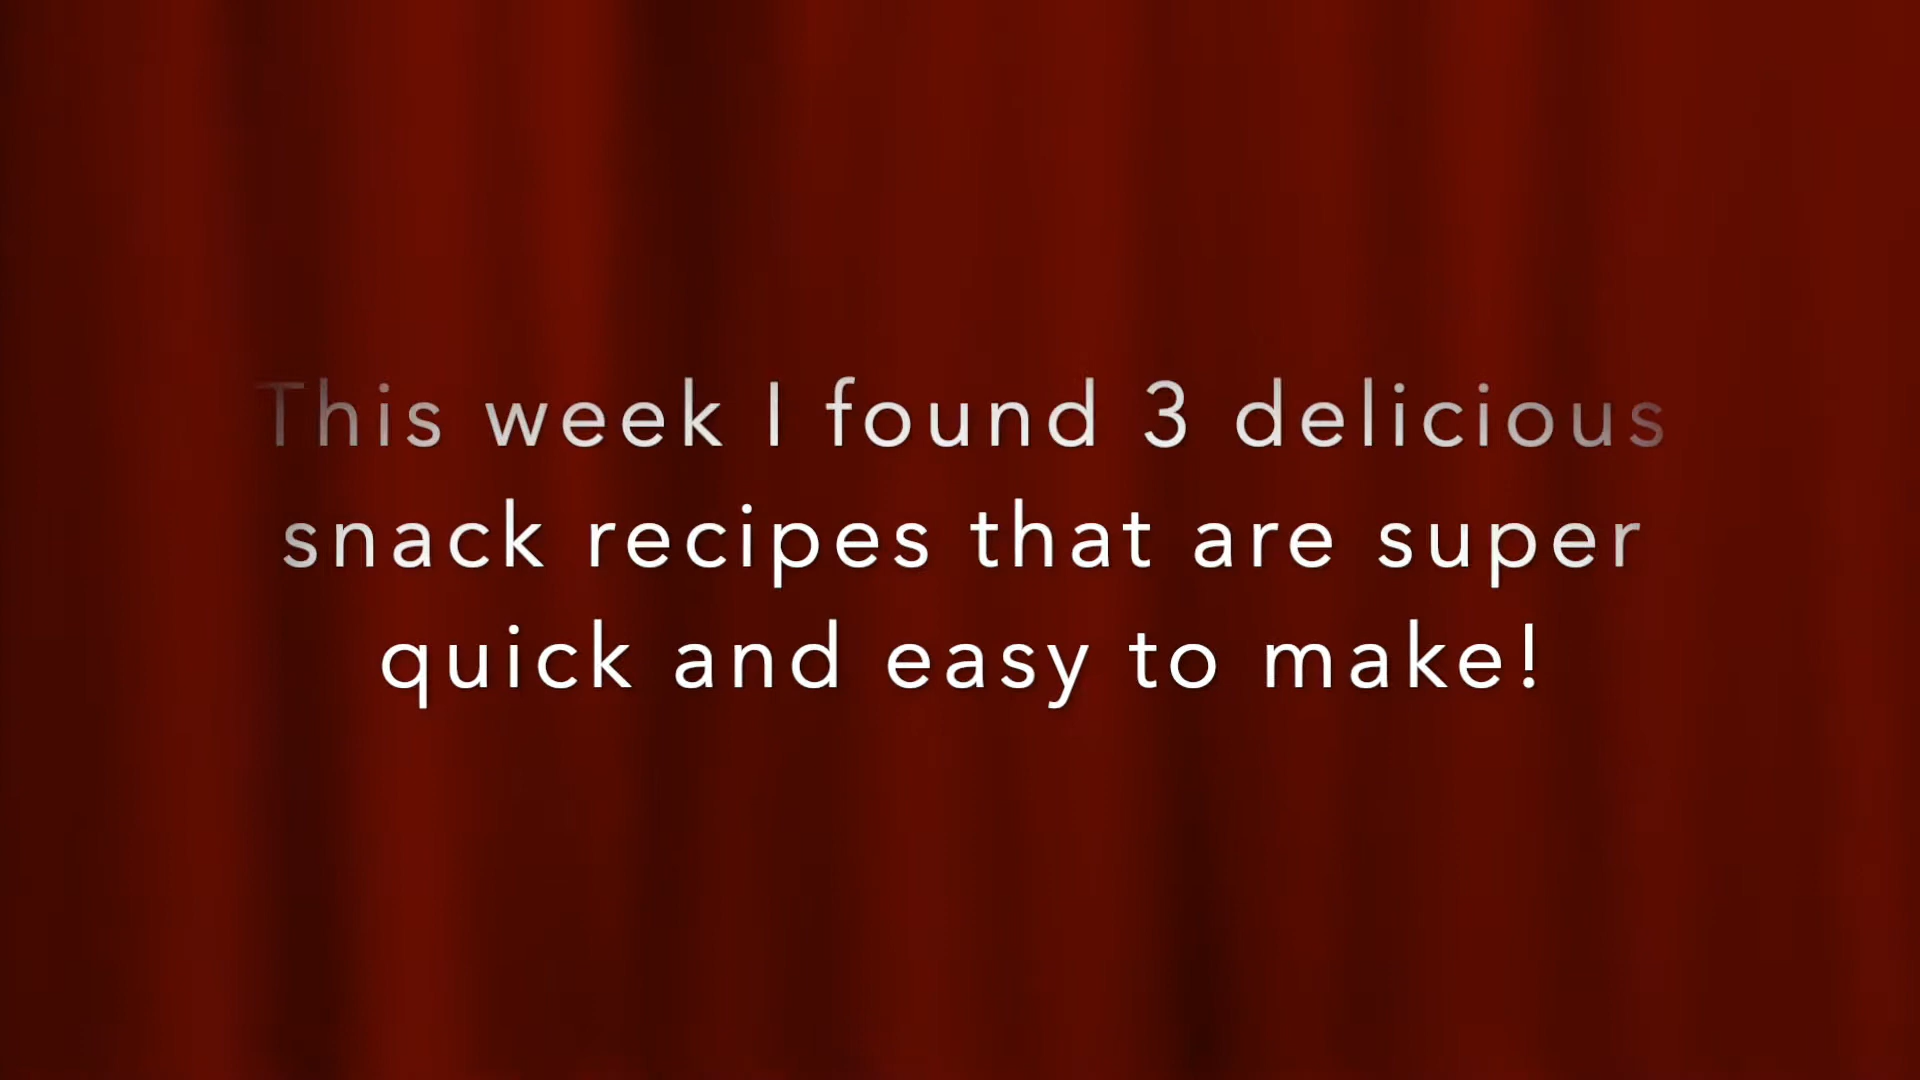 This week I found 3 delicious
snack recipes that are super
quick and easy to make!